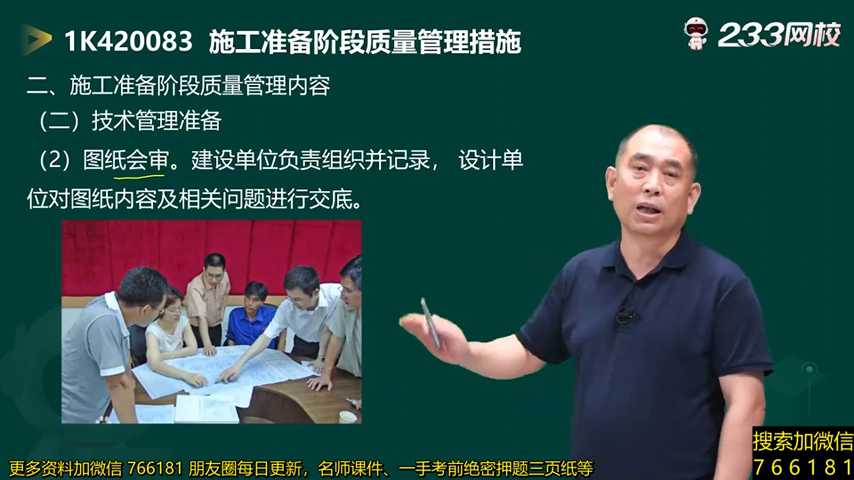 1K420083 施工准备阶段质量管理措施
233网校
二、施工准备阶段质量管理内容
（二）技术管理准备
（2）图纸会审。建设单位负责组织并记录， 设计单
位对图纸内容及相关问题进行交底。
搜索加微信
766181
更多资料加微信 766181 朋友圈每日更新，名师课件、一手考前绝密押题三页纸等